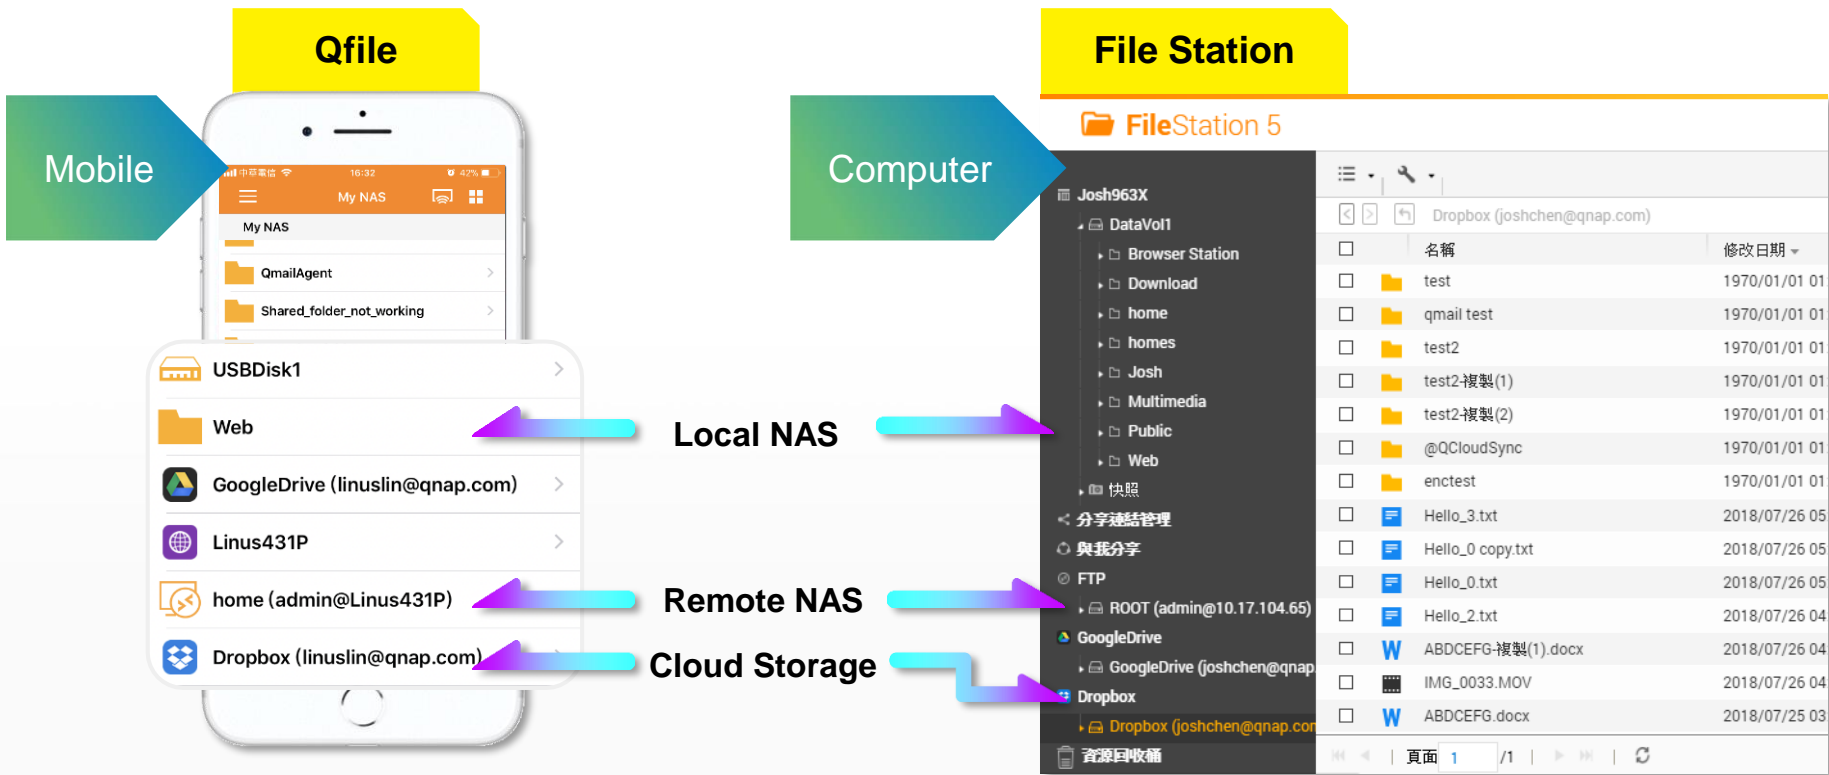 Qfile
Mobile
中華電信
16:32
42%
My NAS
My NAS
QmailAgent
Shared_folder_not_working
USBDisk1
Web
GoogleDrive (linuslin@qnap.com)
Linus431P
home (admin@Linus431P)
Dropbox (linuslin@qnap.com)
Local NAS
Remote NAS
Cloud Storage
File Station
Computer
FileStation 5
Josh963X
DataVol1
Browser Station
Download
home
homes
Josh
Multimedia
Public
Web
快照
分享連結管理
與我分享
FTP
ROOT (admin@10.17.104.65)
GoogleDrive
GoogleDrive (joshchen@qnap
Dropbox
Dropbox (joshchen@qnap.con
資源回收桶
Dropbox (joshchen@qnap.com)
名稱 修改日期
test 1970/01/01 01:
qmail test 1970/01/01 01:
test2 1970/01/01 01:
test2-複製(1) 1970/01/01 01:
test2-複製(2) 1970/01/01 01:
@QCloudSync 1970/01/01 01:
enctest 1970/01/01 01:
Hello_3.txt 2018/07/26 05
Hello_0 copy.txt 2018/07/26 05
Hello_0.txt 2018/07/26 05
Hello_2.txt 2018/07/26 04
ABDCEFG-複製(1).docx 2018/07/26 04
IMG_0033.MOV 2018/07/26 04
ABDCEFG.docx 2018/07/25 03
頁面 1 /1